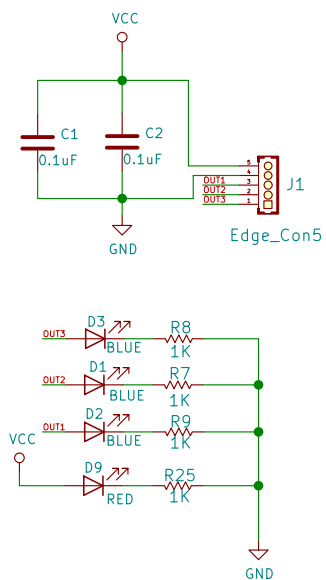 VCC
C1
0.1uF
C2
0.1uF
5
4
OUT1
3
OUT2
2
OUT3
1
J1
Edge_Con5
GND
OUT3
D3
BLUE
R8
1K
OUT2
D1
BLUE
R7
1K
OUT1
D2
BLUE
R9
1K
VCC
D9
RED
R25
1K
GND